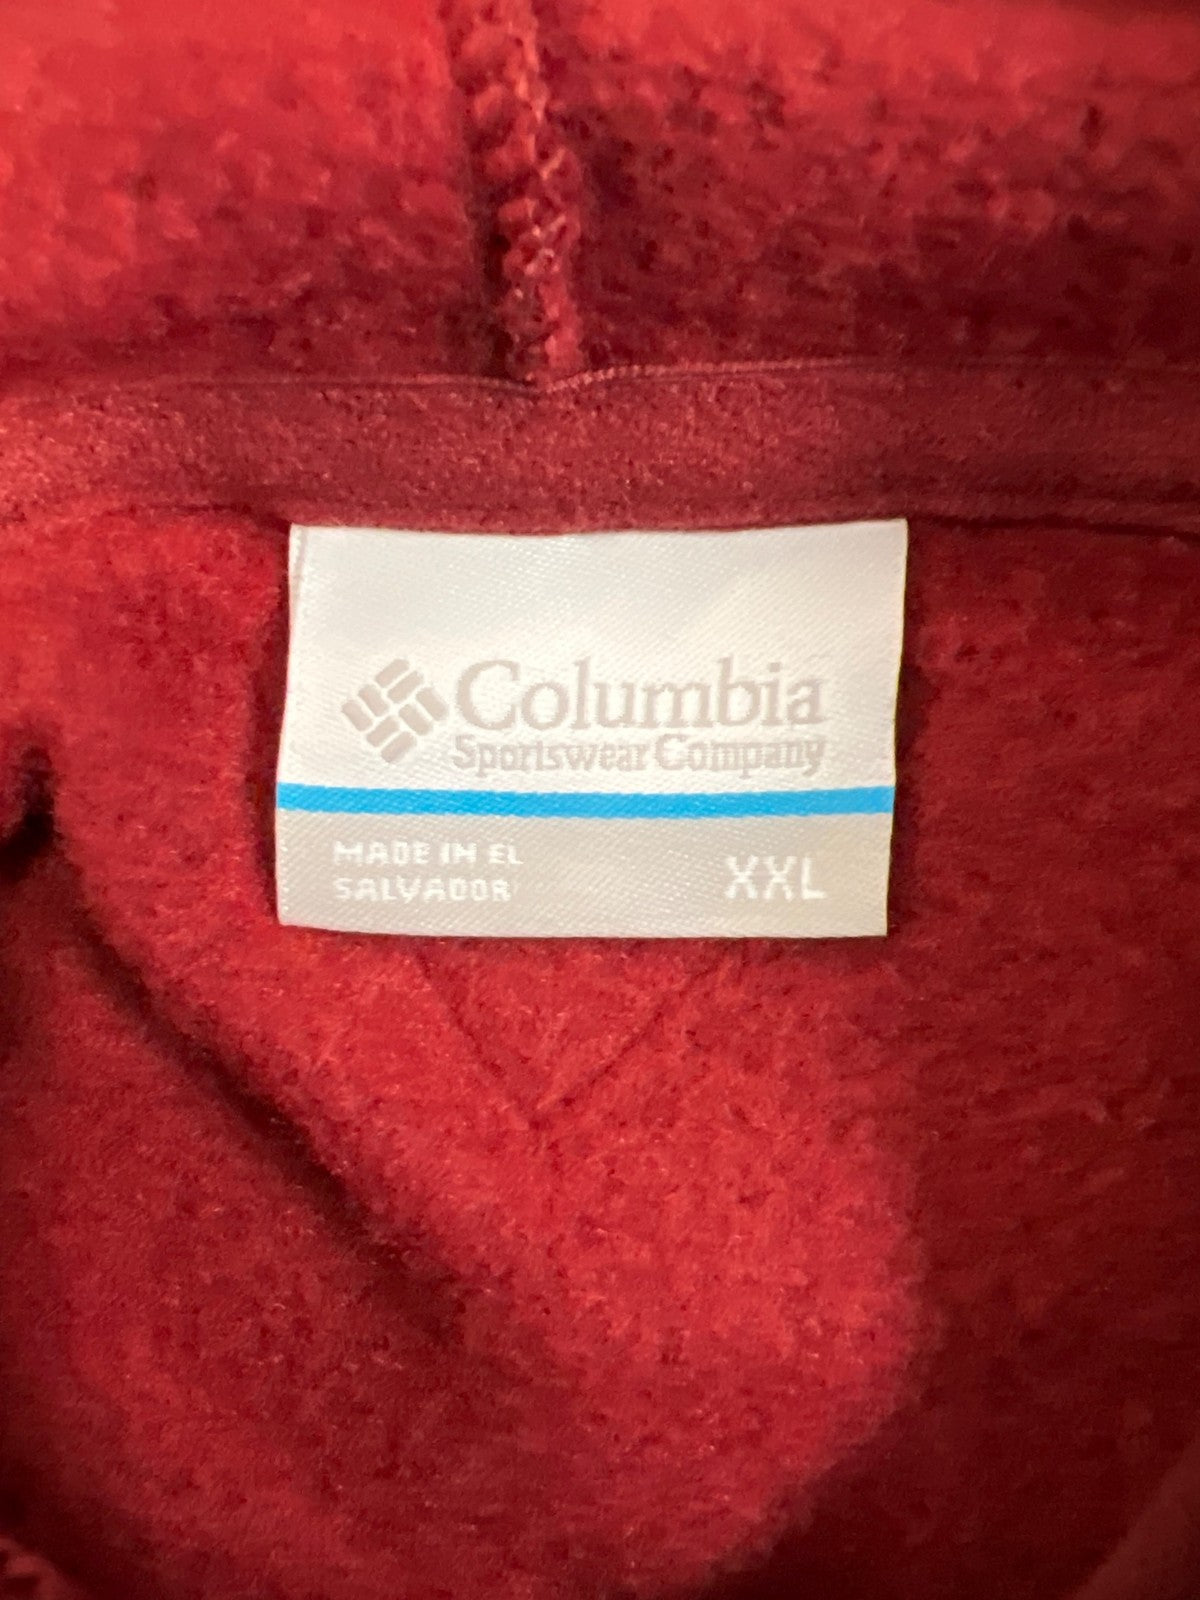 Columbia
Sportswear Company
MADE IN EL
SALVADOR
XXL